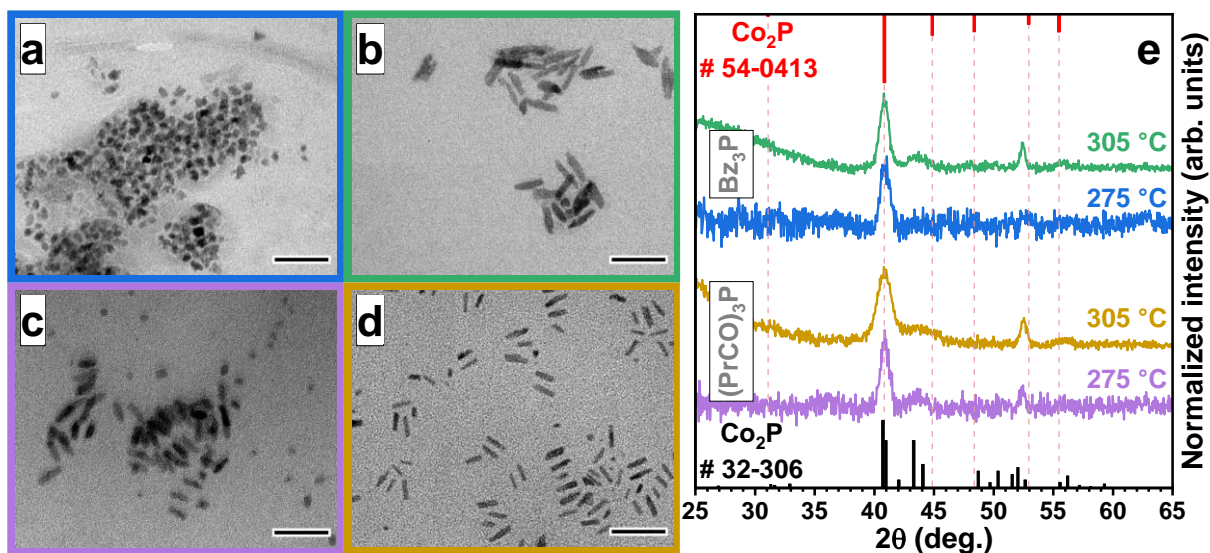 a
b
c
d
e
Co₂P
# 54-0413
Bz₃P
305 °C
275 °C
(PrCO)₃P
305 °C
275 °C
Co₂P
# 32-306
25 30 35 40 45 50 55 60 65
2θ (deg.)
Normalized intensity (arb. units)